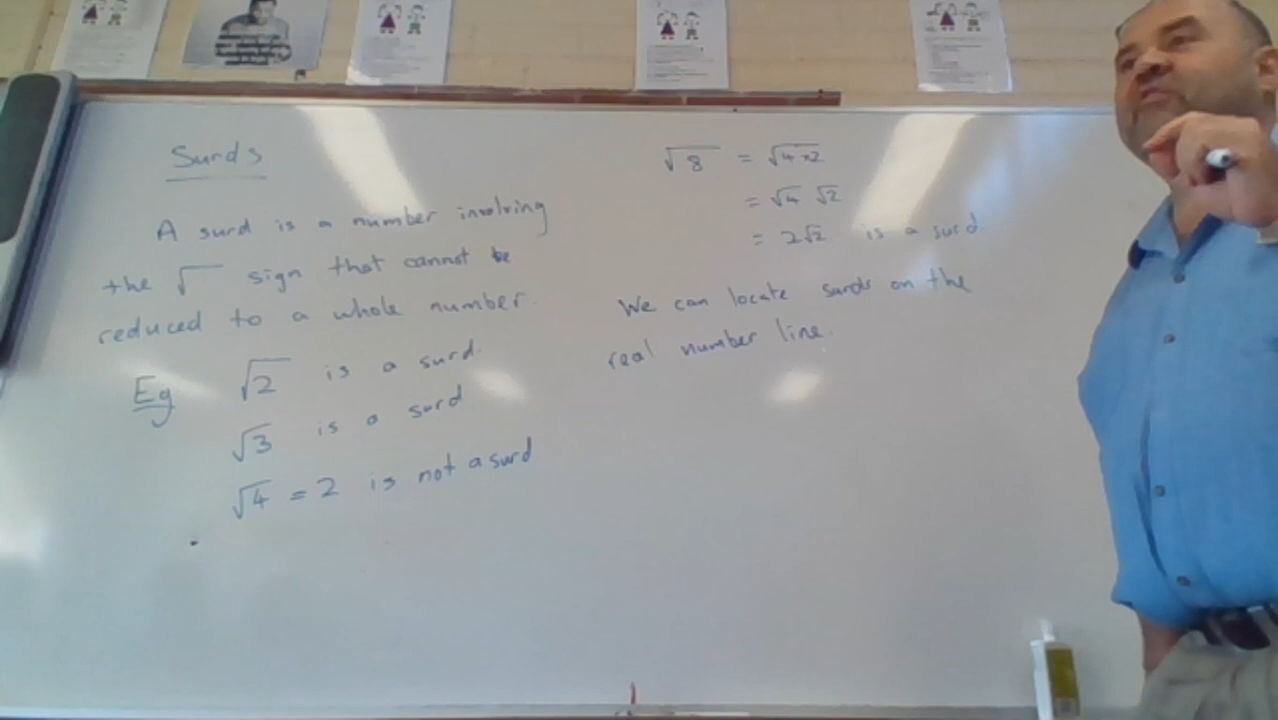 Surds
A surd is a number involving
the √ sign that cannot be
reduced to a whole number.
Eg √2 is a surd.
√3 is a surd
√4 = 2 is not a surd
√8 = √4×2
= √4 √2
= 2√2 is a surd
We can locate surds on the
real number line.